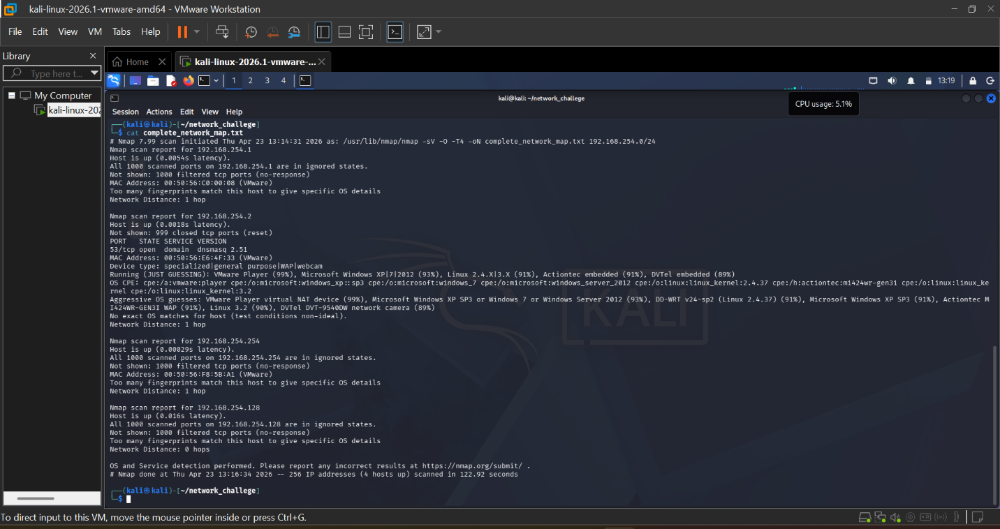 kali-linux-2026.1-vmware-amd64 - VMware Workstation
File Edit View VM Tabs Help
Library
Home
kali-linux-2026.1-vmware-...
Type here t...
1 2 3 4
13:19
My Computer
kali-linux-202
kali@kali: ~/network_challege
CPU usage: 5.1%
Session Actions Edit View Help
(kali㉿kali)-[~/network_challege]
$ cat complete_network_map.txt
# Nmap 7.99 scan initiated Thu Apr 23 13:14:31 2026 as: /usr/lib/nmap/nmap -sV -O -T4 -oN complete_network_map.txt 192.168.254.0/24
Nmap scan report for 192.168.254.1
Host is up (0.0054s latency).
All 1000 scanned ports on 192.168.254.1 are in ignored states.
Not shown: 1000 filtered tcp ports (no-response)
MAC Address: 00:50:56:C0:00:08 (VMware)
Too many fingerprints match this host to give specific OS details
Network Distance: 1 hop
Nmap scan report for 192.168.254.2
Host is up (0.0018s latency).
Not shown: 999 closed tcp ports (reset)
PORT STATE SERVICE VERSION
53/tcp open domain dnsmasq 2.51
MAC Address: 00:50:56:E6:4F:33 (VMware)
Device type: specialized|general purpose|WAP|webcam
Running (JUST GUESSING): VMware Player (99%), Microsoft Windows XP|7|2012 (93%), Linux 2.4.X|3.X (91%), Actiontec embedded (91%), DVTel embedded (89%)
OS CPE: cpe:/a:vmware:player cpe:/o:microsoft:windows_xp::sp3 cpe:/o:microsoft:windows_7 cpe:/o:microsoft:windows_server_2012 cpe:/o:linux:linux_kernel:2.4.37 cpe:/h:actiontec:mi424wr-gen3i cpe:/o:linux:linux_ke
rnel cpe:/o:linux:linux_kernel:3.2
Aggressive OS guesses: VMware Player virtual NAT device (99%), Microsoft Windows XP SP3 or Windows 7 or Windows Server 2012 (93%), DD-WRT v24-sp2 (Linux 2.4.37) (91%), Microsoft Windows XP SP3 (91%), Actiontec M
I424WR-GEN3I WAP (91%), Linux 3.2 (90%), DVTel DVT-9540DW network camera (89%)
No exact OS matches for host (test conditions non-ideal).
Network Distance: 1 hop
Nmap scan report for 192.168.254.254
Host is up (0.00029s latency).
All 1000 scanned ports on 192.168.254.254 are in ignored states.
Not shown: 1000 filtered tcp ports (no-response)
MAC Address: 00:50:56:F8:5B:A1 (VMware)
Too many fingerprints match this host to give specific OS details
Network Distance: 1 hop
Nmap scan report for 192.168.254.128
Host is up (0.016s latency).
All 1000 scanned ports on 192.168.254.128 are in ignored states.
Not shown: 1000 filtered tcp ports (no-response)
Too many fingerprints match this host to give specific OS details
Network Distance: 0 hops
OS and Service detection performed. Please report any incorrect results at https://nmap.org/submit/ .
# Nmap done at Thu Apr 23 13:16:34 2026 -- 256 IP addresses (4 hosts up) scanned in 122.92 seconds
(kali㉿kali)-[~/network_challege]
$
KALI
To direct input to this VM, move the mouse pointer inside or press Ctrl+G.